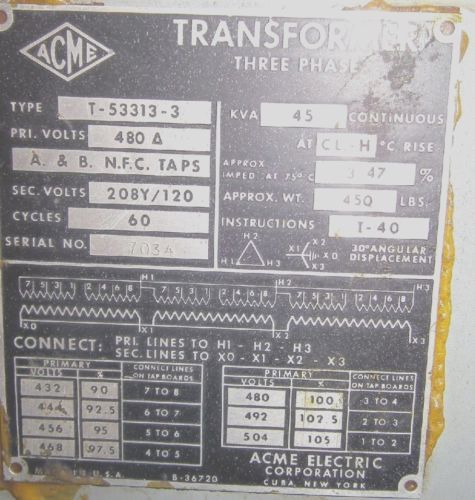 ACME
TRANSFORMER
THREE PHASE
TYPE T-53313-3
PRI. VOLTS 480 Δ
A. & B. N.F.C. TAPS
SEC. VOLTS 208Y/120
CYCLES 60
SERIAL NO. 703A
KVA 45 CONTINUOUS
AT CL-H °C RISE
APPROX
IMPED. AT 75°C 3.47 %
APPROX. WT. 450 LBS.
INSTRUCTIONS I-40
H2
H1 H3
X2
X1 X0
X3
30° ANGULAR
DISPLACEMENT
H1 H2 H3
7 5 3 1 2 4 6 8 7 5 3 1 2 4 6 8 7 5 3 1 2 4 6 8
X0 X1 X2 X3
CONNECT: PRI. LINES TO H1 - H2 - H3
SEC. LINES TO X0 - X1 - X2 - X3
PRIMARY CONNECT LINES
VOLTS % ON TAP BOARDS
432 90 7 TO 8
444 92.5 6 TO 7
456 95 5 TO 6
468 97.5 4 TO 5
PRIMARY CONNECT LINES
VOLTS % ON TAP BOARDS
480 100 3 TO 4
492 102.5 2 TO 3
504 105 1 TO 2
MADE IN U.S.A. B-36720
ACME ELECTRIC
CORPORATION
CUBA, NEW YORK